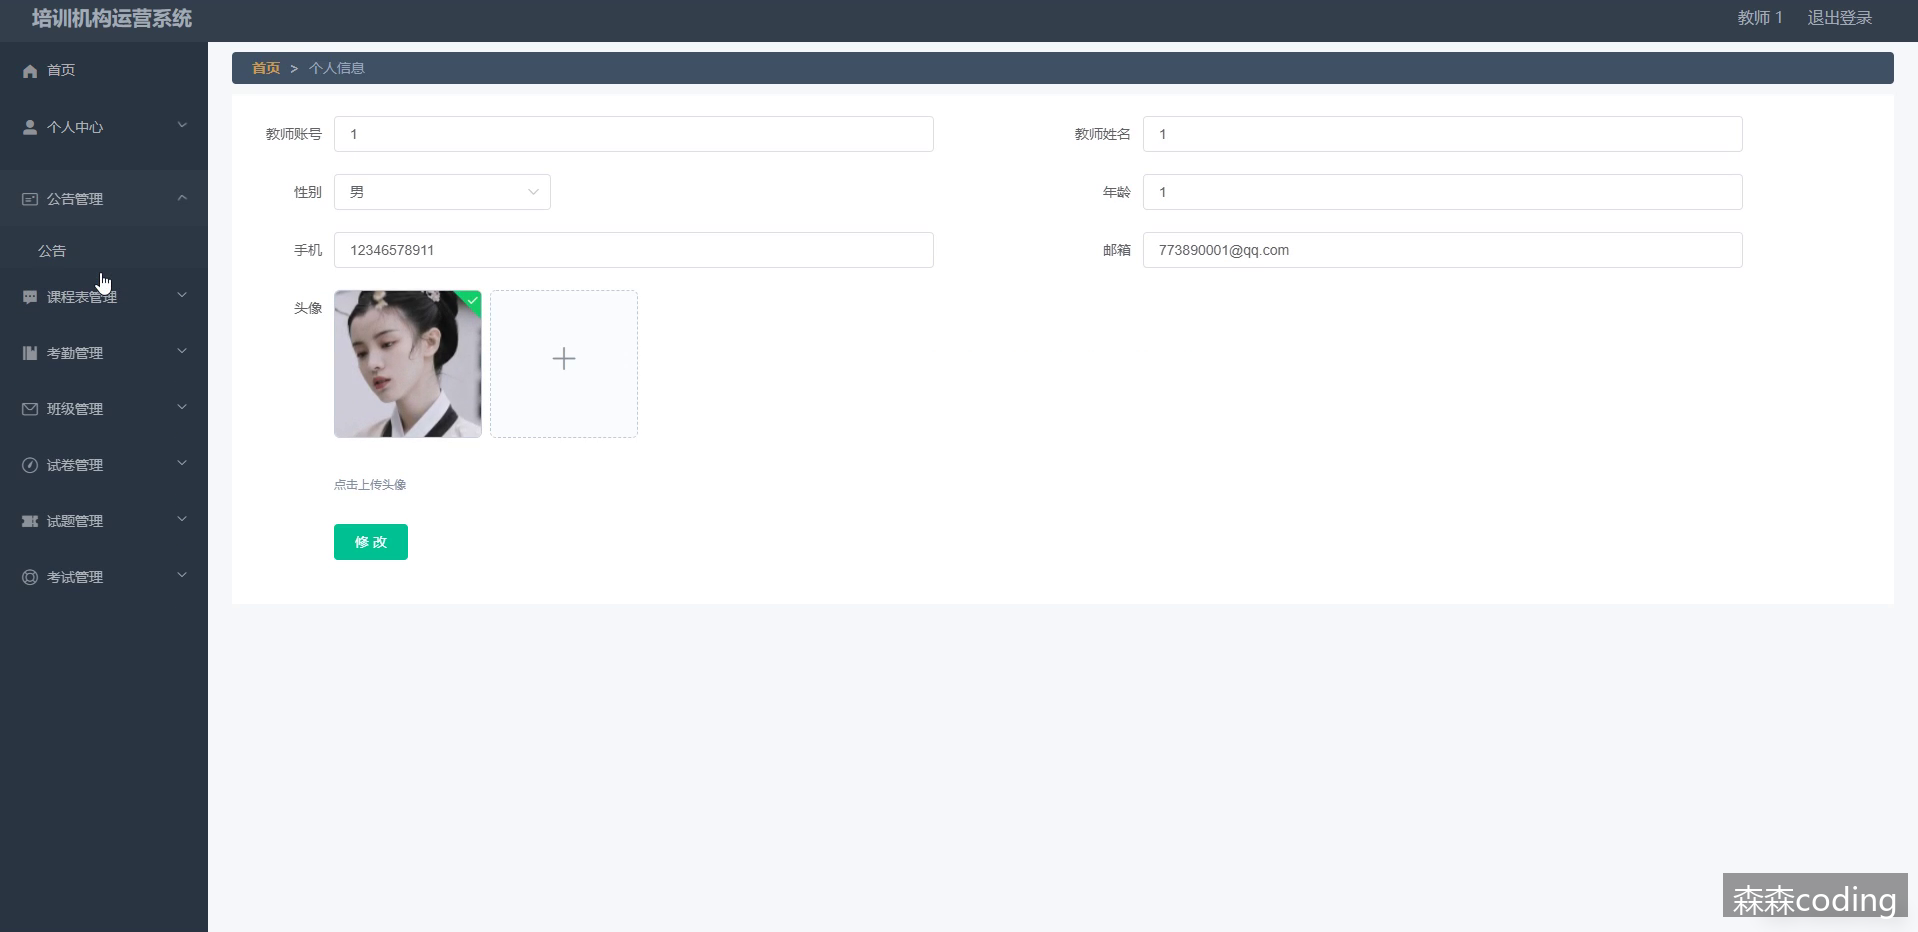 培训机构运营系统
教师 1 退出登录
首页
个人中心
公告管理
公告
课程表管理
考勤管理
班级管理
试卷管理
试题管理
考试管理
首页 > 个人信息
教师账号 1
教师姓名 1
性别 男
年龄 1
手机 12346578911
邮箱 773890001@qq.com
头像
点击上传头像
修 改
森森coding